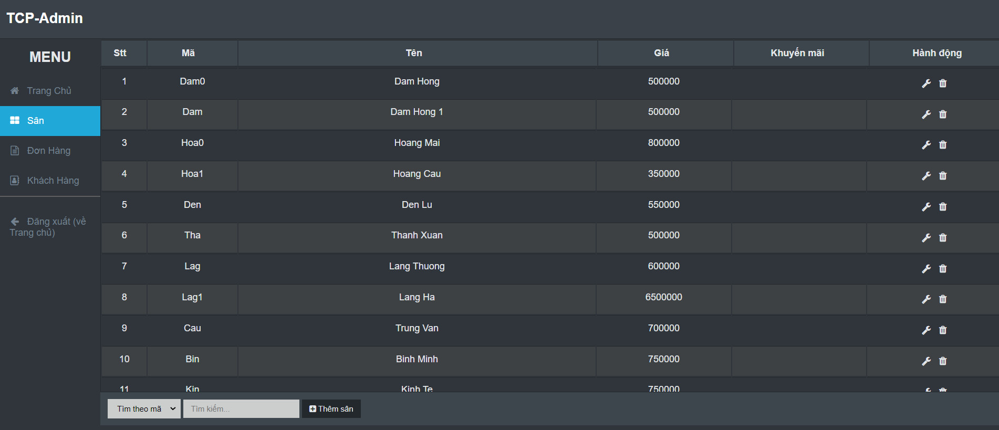 TCP-Admin
MENU
Trang Chủ
Sân
Đơn Hàng
Khách Hàng
Đăng xuất (về
Trang chủ)
Stt Mã Tên Giá Khuyến mãi Hành động
1 Dam0 Dam Hong 500000
2 Dam Dam Hong 1 500000
3 Hoa0 Hoang Mai 800000
4 Hoa1 Hoang Cau 350000
5 Den Den Lu 550000
6 Tha Thanh Xuan 500000
7 Lag Lang Thuong 600000
8 Lag1 Lang Ha 6500000
9 Cau Trung Van 700000
10 Bin Binh Minh 750000
11 Kin Kinh Te 750000
Tìm theo mã Tìm kiếm... Thêm sân